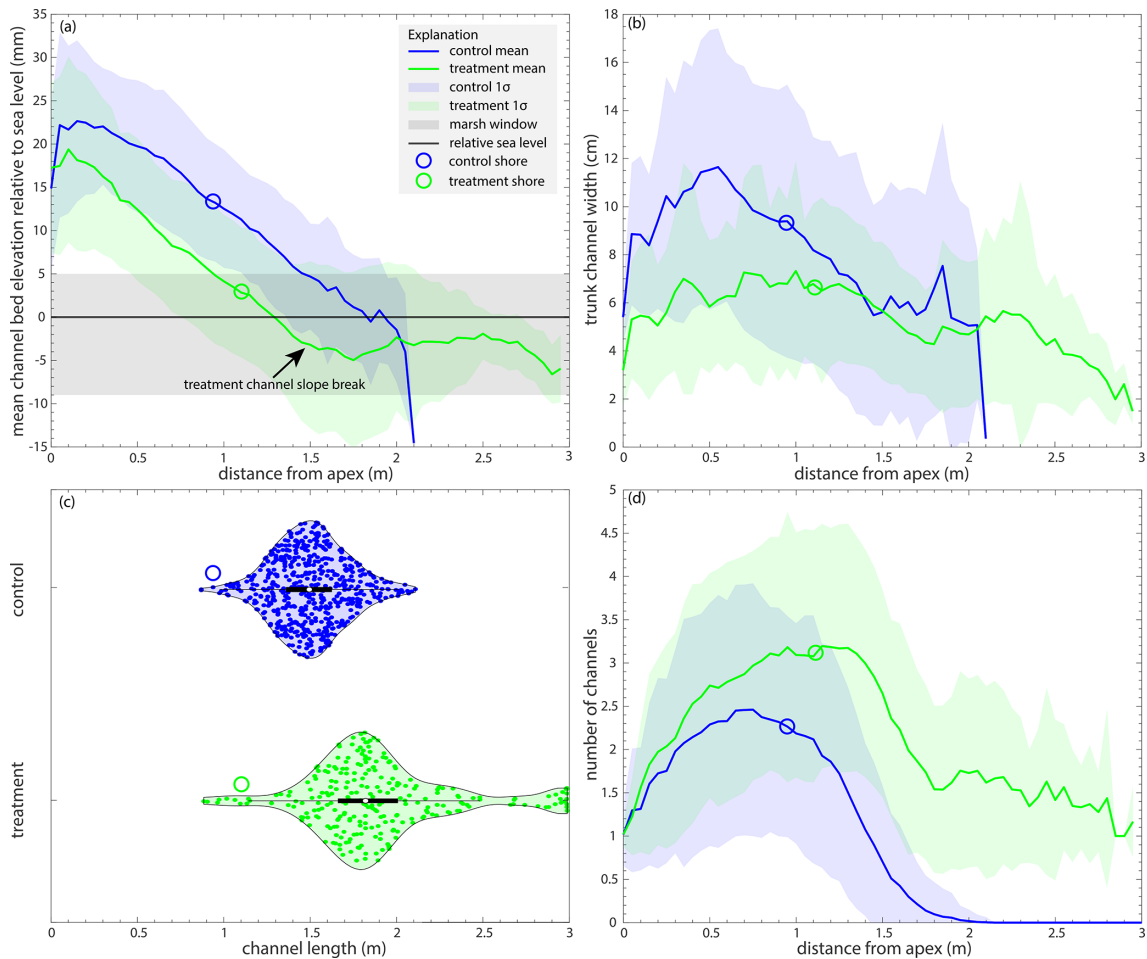 (a)
35
30
25
20
15
10
5
0
-5
-10
-15
mean channel bed elevation relative to sea level (mm)
Explanation
control mean
treatment mean
control 1σ
treatment 1σ
marsh window
relative sea level
control shore
treatment shore
treatment channel slope break
0 0.5 1 1.5 2 2.5 3
distance from apex (m)
(b)
18
16
14
12
10
8
6
4
2
0
trunk channel width (cm)
0 0.5 1 1.5 2 2.5 3
distance from apex (m)
(c)
control
treatment
0 0.5 1 1.5 2 2.5 3
channel length (m)
(d)
5
4.5
4
3.5
3
2.5
2
1.5
1
0.5
0
number of channels
0 0.5 1 1.5 2 2.5 3
distance from apex (m)